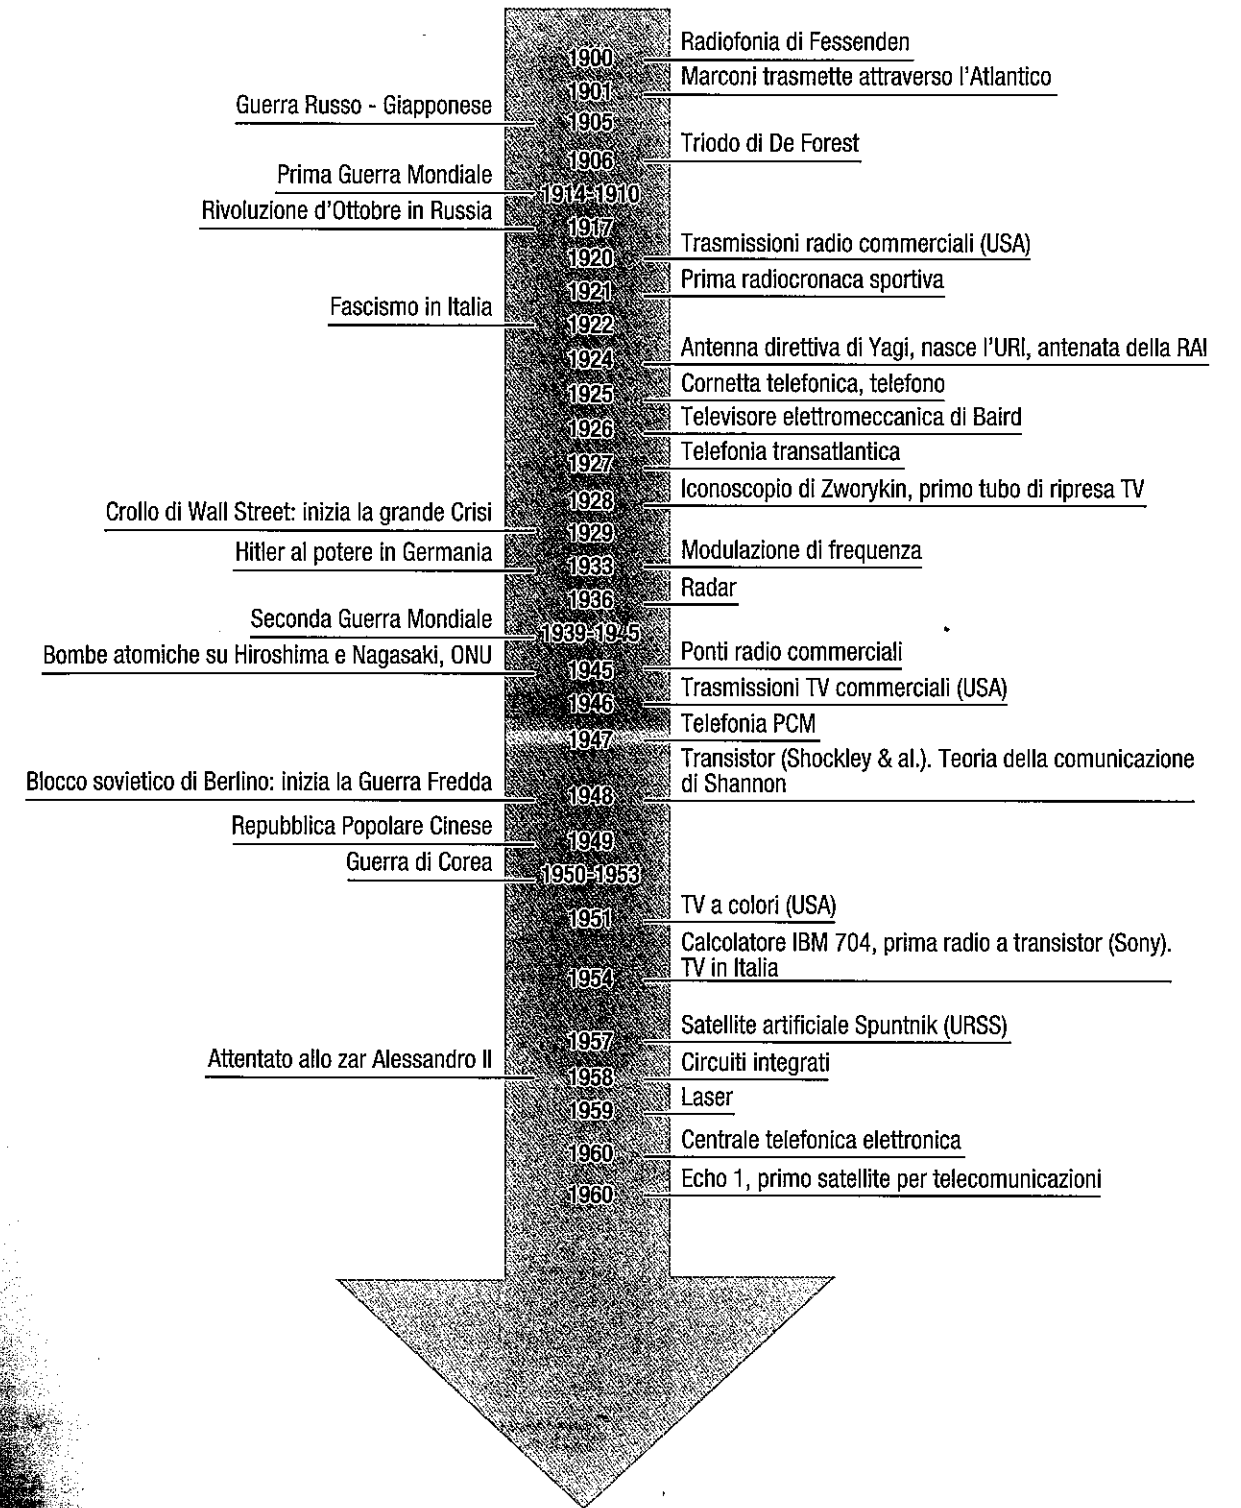 1900 Radiofonia di Fessenden
1901 Marconi trasmette attraverso l'Atlantico
Guerra Russo - Giapponese 1905
1906 Triodo di De Forest
Prima Guerra Mondiale 1914-1910
Rivoluzione d'Ottobre in Russia 1917
1920 Trasmissioni radio commerciali (USA)
1921 Prima radiocronaca sportiva
Fascismo in Italia 1922
1924 Antenna direttiva di Yagi, nasce l'URI, antenata della RAI
1925 Cornetta telefonica, telefono
1926 Televisore elettromeccanica di Baird
1927 Telefonia transatlantica
1928 Iconoscopio di Zworykin, primo tubo di ripresa TV
Crollo di Wall Street: inizia la grande Crisi 1929
Hitler al potere in Germania 1933 Modulazione di frequenza
1936 Radar
Seconda Guerra Mondiale 1939-1945
Bombe atomiche su Hiroshima e Nagasaki, ONU 1945 Ponti radio commerciali
1946 Trasmissioni TV commerciali (USA)
1947 Telefonia PCM
Transistor (Shockley & al.). Teoria della comunicazione
Blocco sovietico di Berlino: inizia la Guerra Fredda 1948 di Shannon
Repubblica Popolare Cinese 1949
Guerra di Corea 1950-1953
1951 TV a colori (USA)
Calcolatore IBM 704, prima radio a transistor (Sony).
1954 TV in Italia
1957 Satellite artificiale Spuntnik (URSS)
Attentato allo zar Alessandro II 1958 Circuiti integrati
1959 Laser
1960 Centrale telefonica elettronica
1960 Echo 1, primo satellite per telecomunicazioni